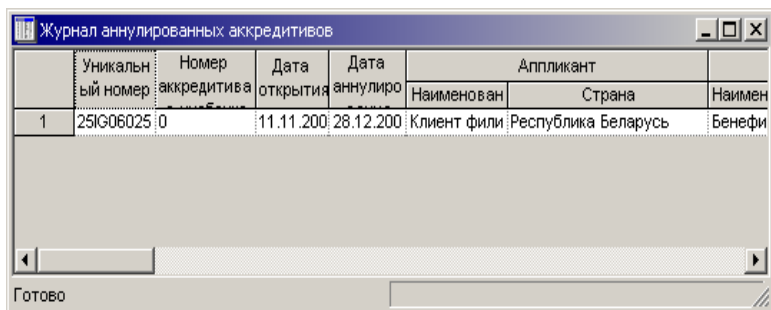 Журнал аннулированных аккредитивов
Уникальн
ый номер
Номер
аккредитива
Дата
открытия
Дата
аннулиро
Аппликант
Наименован
Страна
Наимен
1
25IG06025
0
11.11.200
28.12.200
Клиент фили
Республика Беларусь
Бенефи
Готово